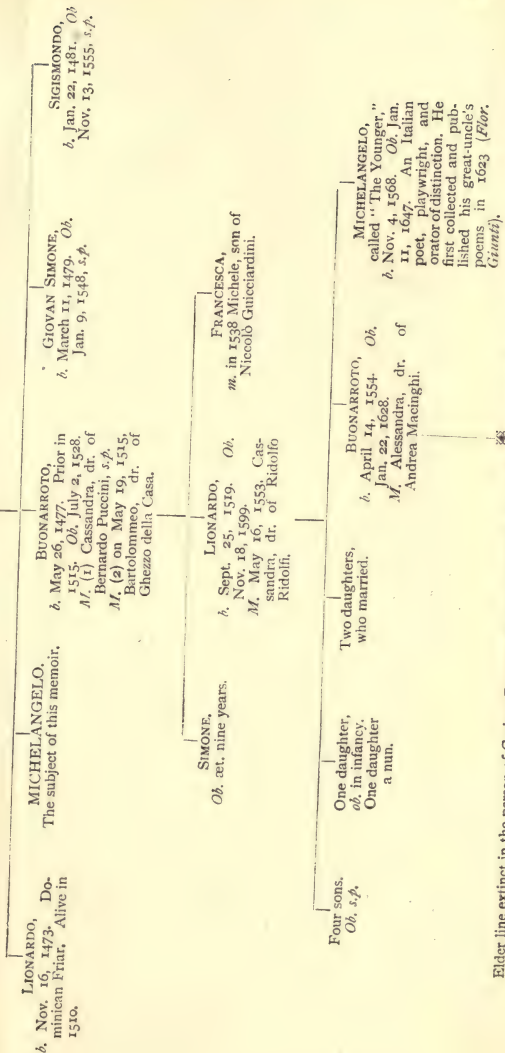 LIONARDO,
b. Nov. 16, 1473. Do-
minican Friar. Alive in
1510.
MICHELANGELO.
The subject of this memoir.
BUONARROTO,
b. May 26, 1477. Prior in
1515. Ob. July 2, 1528.
M. (1) Cassandra, dr. of
Bernardo Puccini, s.p.
M. (2) on May 19, 1515,
Bartolommeo, dr. of
Ghezzo della Casa.
GIOVAN SIMONE,
b. March 11, 1479. Ob.
Jan. 9, 1548, s.p.
SIGISMONDO,
b. Jan. 22, 1481. Ob
Nov. 13, 1555, s.p.
SIMONE.
Ob. æt. nine years.
LIONARDO,
b. Sept. 25, 1519. Ob.
Nov. 18, 1599.
M. May 16, 1553, Cas-
sandra, dr. of Ridolfo
Ridolfi.
FRANCESCA,
m. in 1538 Michele, son of
Niccolò Guicciardini.
Four sons.
Ob. s.p.
One daughter,
ob. in infancy.
One daughter
a nun.
Two daughters,
who married.
BUONARROTO,
b. April 14, 1554. Ob.
Jan. 22, 1628.
M. Alessandra, dr. of
Andrea Macinghi.
MICHELANGELO,
called "The Younger,"
b. Nov. 4, 1568. Ob. Jan.
11, 1647. An Italian
poet, playwright, and
orator of distinction. He
first collected and pub-
lished his great-uncle's
poems in 1623 (Flor.
Giunti).
Elder line extinct in the person of